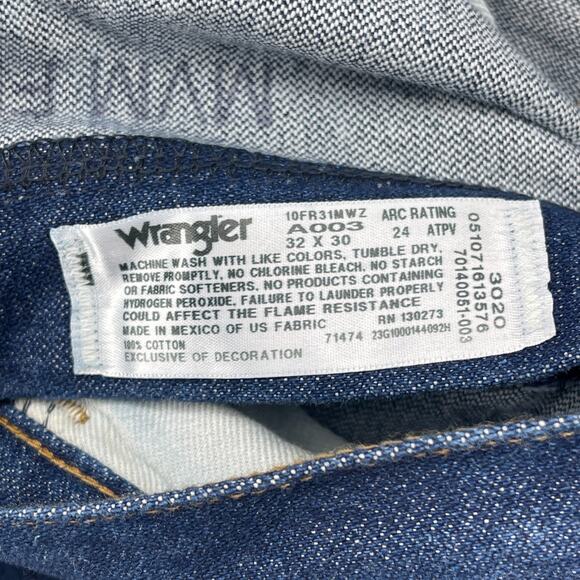 Wrangler
10FR31MWZ
A003
32 X 30
ARC RATING
24 ATPV
MACHINE WASH WITH LIKE COLORS, TUMBLE DRY,
REMOVE PROMPTLY, NO CHLORINE BLEACH, NO STARCH
OR FABRIC SOFTENERS. NO PRODUCTS CONTAINING
HYDROGEN PEROXIDE. FAILURE TO LAUNDER PROPERLY
COULD AFFECT THE FLAME RESISTANCE
MADE IN MEXICO OF US FABRIC
RN 130273
100% COTTON
71474 23G1000144092H
EXCLUSIVE OF DECORATION
051071813576
70140051-003
3020